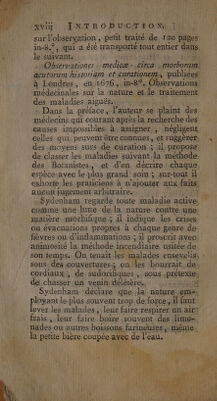 xviij INTRODUCTION.
sur l'observation, petit traité de 120 pages
in-8.°, qui a été transporté tout entier dans
le suivant.
Observationes medicæ circa morborum
acutorum historiam et curationem, publiées
à Londres, en 1676, in-8°. Observations
médecinales sur la nature et le traitement
des maladies aiguës.
Dans la préface, l'auteur se plaint des
médecins qui courant après la recherche des
causes impossibles à assigner, négligent
celles qui peuvent être connues, et suggèrent
des moyens surs de curation ; il propose
de classer les maladies suivant la méthode
des Botanistes, et d'en décrire chaque
espèce avec le plus grand soin ; sur-tout il
exhorte les praticiens à n'ajouter aux faits
aucun jugement arbitraire.
Sydenham regarde toute maladie active
comme une lutte de la nature contre une
matière morbifique ; il indique les crises
ou évacuations propres à chaque genre de
fièvres ou d'inflammations ; il proscrit avec
animosité la méthode incendiaire usitée de
son temps. On tenait les malades ensevelis
sous des couvertures ; on les bourrait de
cordiaux, de sudorifiques, sous prétexte
de chasser un venin délétère.
Sydenham déclare que la nature em-
ployant le plus souvent trop de force, il faut
lever les malades, leur faire respirer un air
frais, leur faire boire souvent des limo-
nades ou autres boissons farineuses, même
la petite bière coupée avec de l'eau.